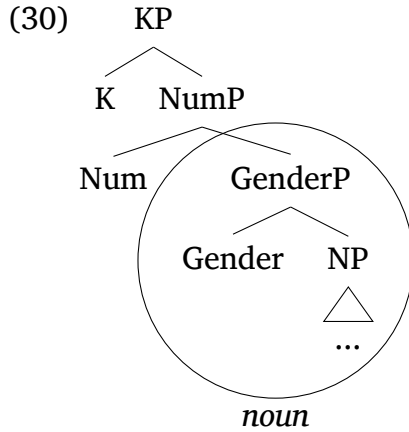 (30) KP
K NumP
Num GenderP
Gender NP
...
noun